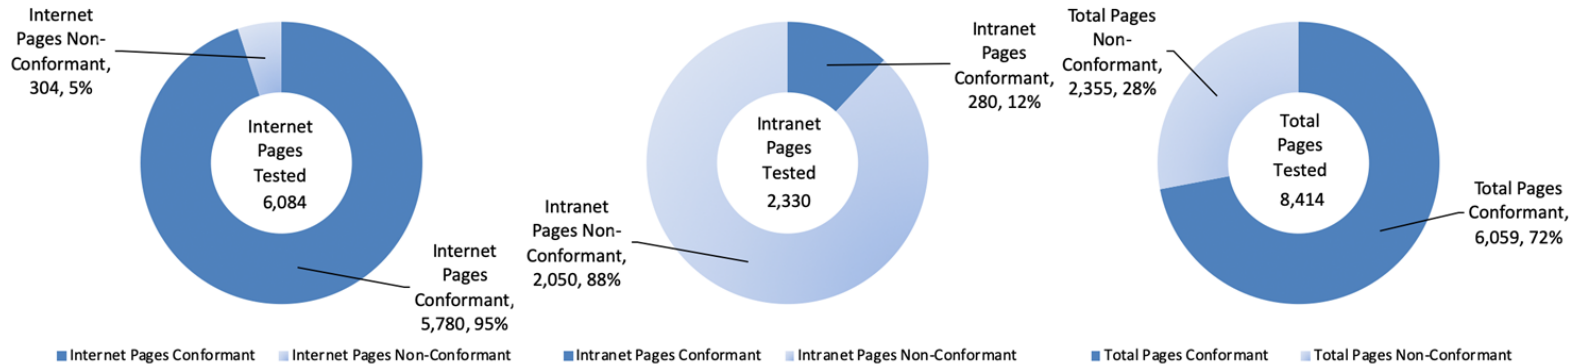 Internet
Pages Non-
Conformant,
304, 5%
Internet
Pages
Tested
6,084
Internet
Pages
Conformant,
5,780, 95%
Internet Pages Conformant
Internet Pages Non-Conformant
Intranet
Pages
Conformant
280, 12%
Intranet
Pages
Tested
2,330
Intranet
Pages Non-
Conformant,
2,050, 88%
Intranet Pages Conformant
Intranet Pages Non-Conformant
Total Pages
Non-
Conformant,
2,355, 28%
Total
Pages
Tested
8,414
Total Pages
Conformant,
6,059, 72%
Total Pages Conformant
Total Pages Non-Conformant